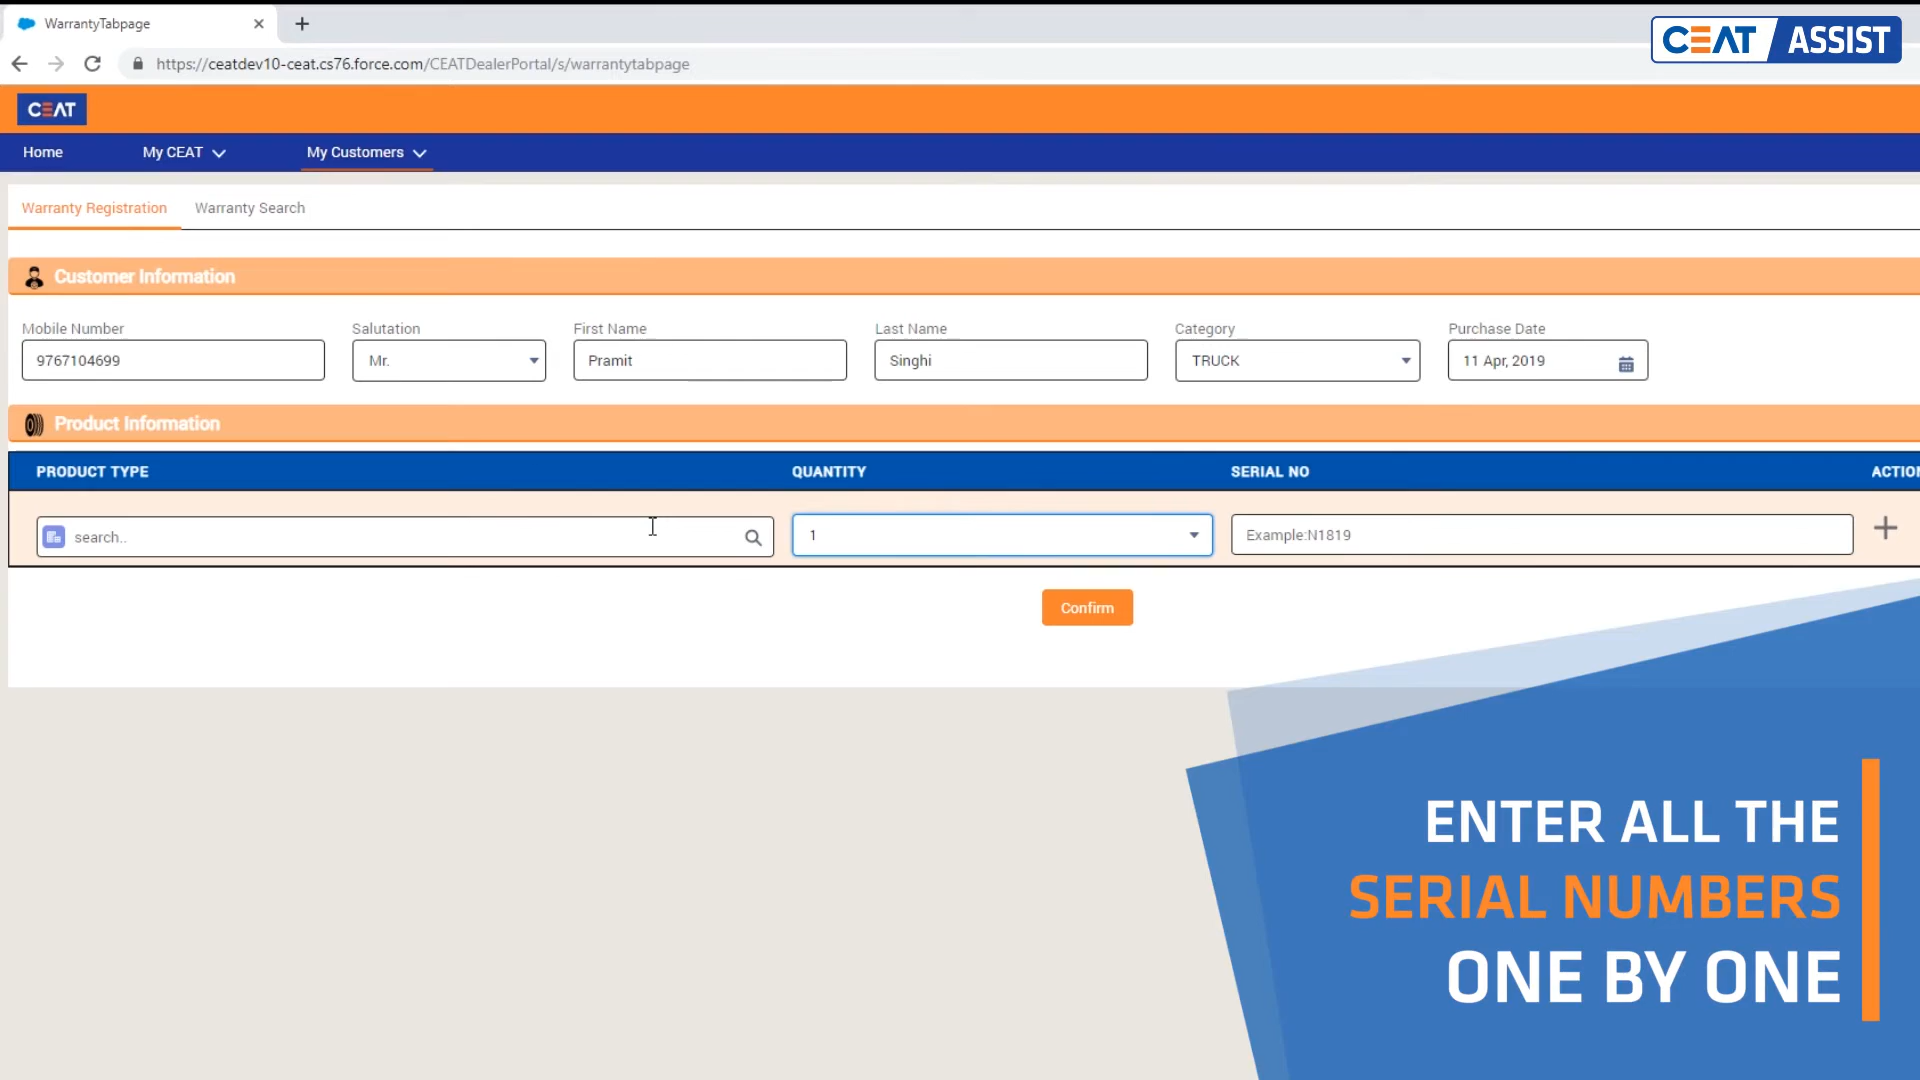 WarrantyTabpage
CEAT ASSIST
https://ceatdev10-ceat.cs76.force.com/CEATDealerPortal/s/warrantytabpage
CEAT
Home My CEAT My Customers
Warranty Registration Warranty Search
Customer Information
Mobile Number Salutation First Name Last Name Category Purchase Date
9767104699 Mr. Pramit Singhi TRUCK 11 Apr, 2019
Product Information
PRODUCT TYPE QUANTITY SERIAL NO ACTION
search.. 1 Example:N1819
Confirm
ENTER ALL THE
SERIAL NUMBERS
ONE BY ONE